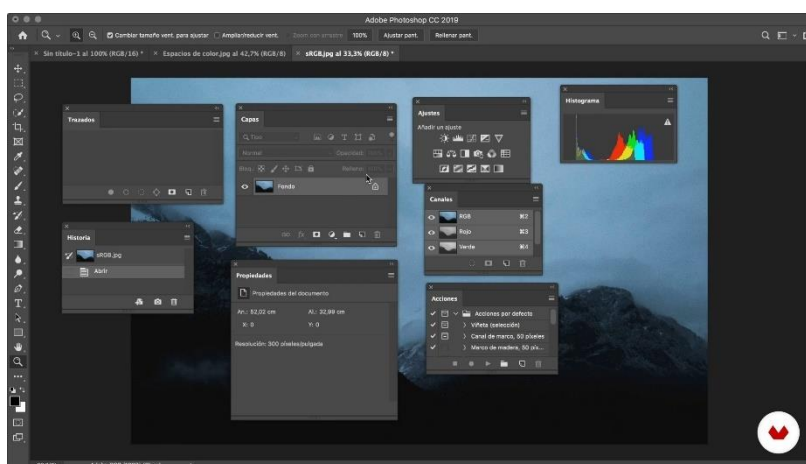 Adobe Photoshop CC 2019
Cambiar tamaño vent. para ajustar
Ampliar/reducir vent.
100%
Ajustar pant.
Rellenar pant.
× Sin título-1 al 100% (RGB/16) *
× Espacios de color.jpg al 42,7% (RGB/8)
× sRGB.jpg al 33,3% (RGB/8) *
Trazados
Capas
Normal
Opacidad:
Bloq.:
Relleno:
Fondo
Ajustes
Añadir un ajuste
Histograma
Canales
RGB ⌘2
Rojo ⌘3
Verde ⌘4
Historia
sRGB.jpg
Abrir
Propiedades
Propiedades del documento
An.: 52,02 cm Al.: 32,99 cm
X: 0 Y: 0
Resolución: 300 píxeles/pulgada
Acciones
Acciones por defecto
Viñeta (selección)
Canal de marco, 50 píxeles
Marco de madera, 50 píx...